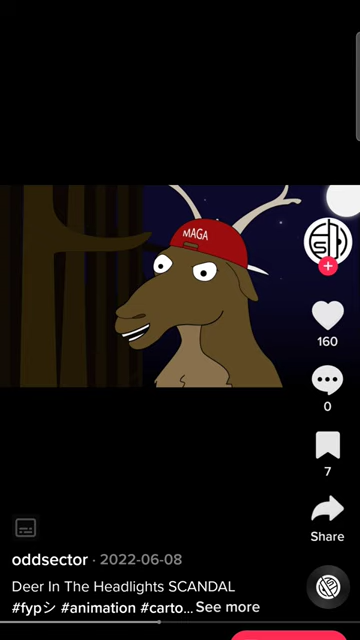 MAGA
160
0
7
Share
oddsector · 2022-06-08
Deer In The Headlights SCANDAL
#fypシ #animation #carto... See more